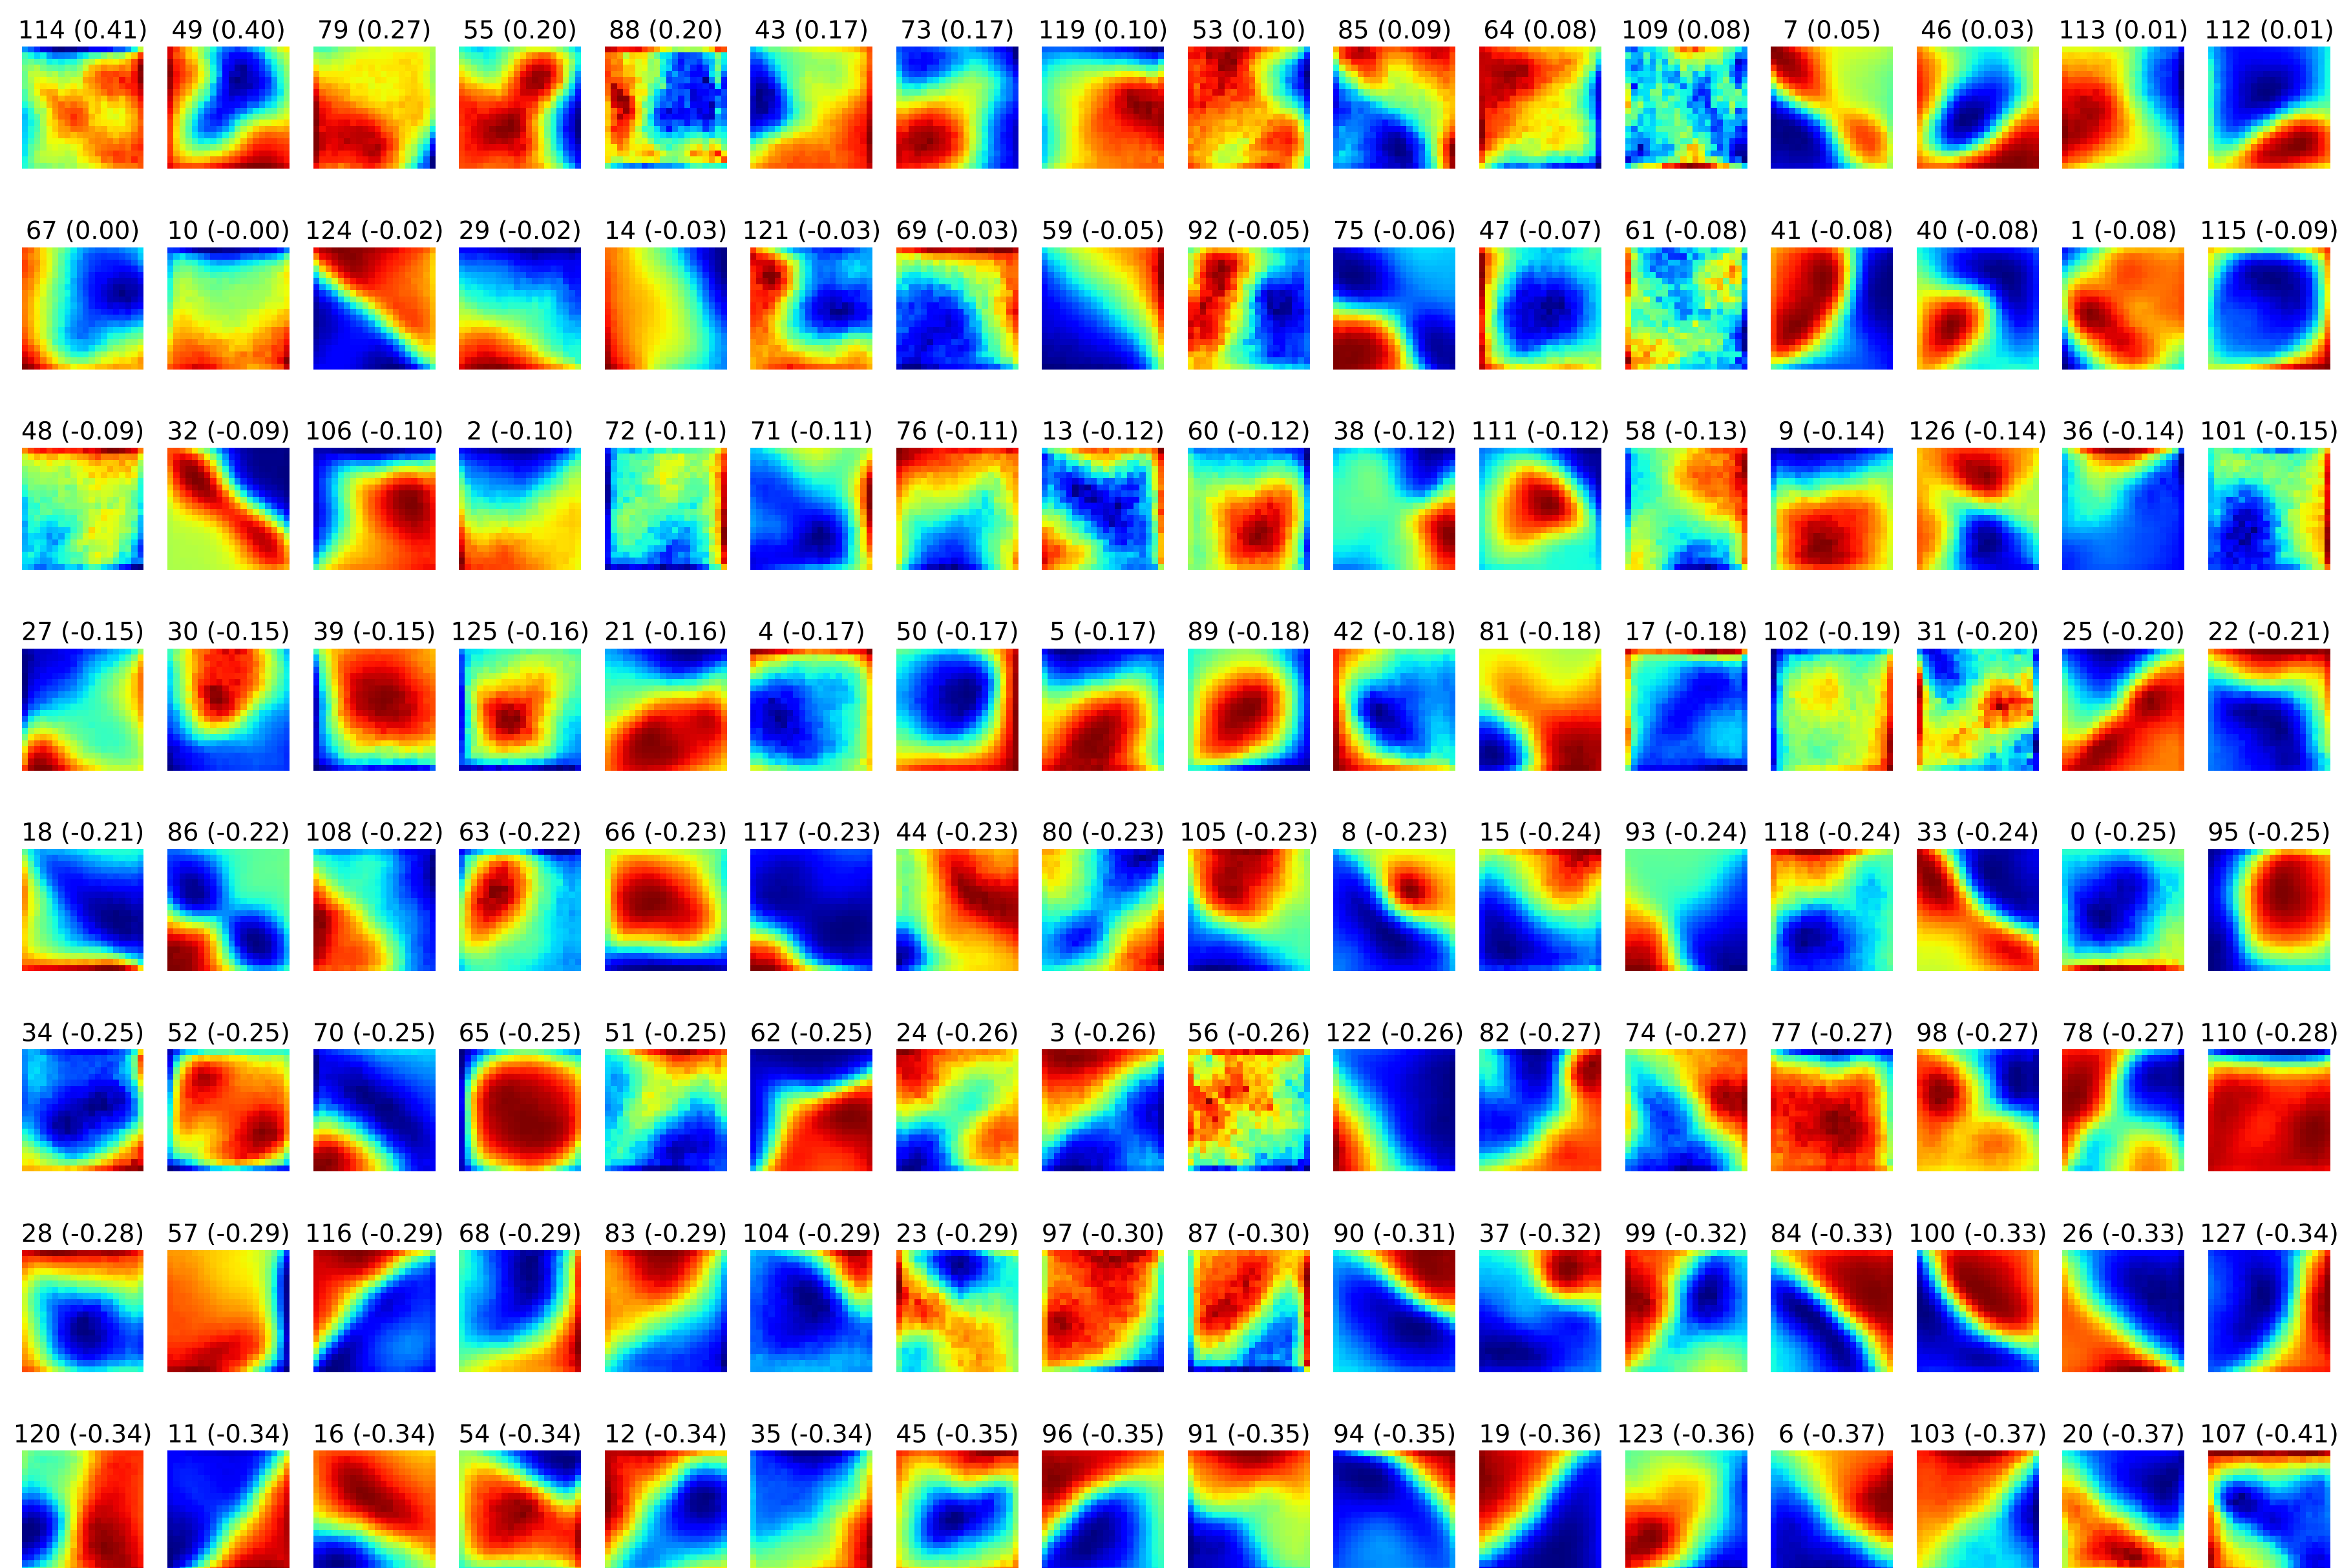 114 (0.41) 49 (0.40) 79 (0.27) 55 (0.20) 88 (0.20) 43 (0.17) 73 (0.17) 119 (0.10) 53 (0.10) 85 (0.09) 64 (0.08) 109 (0.08) 7 (0.05) 46 (0.03) 113 (0.01) 112 (0.01)
67 (0.00) 10 (-0.00) 124 (-0.02) 29 (-0.02) 14 (-0.03) 121 (-0.03) 69 (-0.03) 59 (-0.05) 92 (-0.05) 75 (-0.06) 47 (-0.07) 61 (-0.08) 41 (-0.08) 40 (-0.08) 1 (-0.08) 115 (-0.09)
48 (-0.09) 32 (-0.09) 106 (-0.10) 2 (-0.10) 72 (-0.11) 71 (-0.11) 76 (-0.11) 13 (-0.12) 60 (-0.12) 38 (-0.12) 111 (-0.12) 58 (-0.13) 9 (-0.14) 126 (-0.14) 36 (-0.14) 101 (-0.15)
27 (-0.15) 30 (-0.15) 39 (-0.15) 125 (-0.16) 21 (-0.16) 4 (-0.17) 50 (-0.17) 5 (-0.17) 89 (-0.18) 42 (-0.18) 81 (-0.18) 17 (-0.18) 102 (-0.19) 31 (-0.20) 25 (-0.20) 22 (-0.21)
18 (-0.21) 86 (-0.22) 108 (-0.22) 63 (-0.22) 66 (-0.23) 117 (-0.23) 44 (-0.23) 80 (-0.23) 105 (-0.23) 8 (-0.23) 15 (-0.24) 93 (-0.24) 118 (-0.24) 33 (-0.24) 0 (-0.25) 95 (-0.25)
34 (-0.25) 52 (-0.25) 70 (-0.25) 65 (-0.25) 51 (-0.25) 62 (-0.25) 24 (-0.26) 3 (-0.26) 56 (-0.26) 122 (-0.26) 82 (-0.27) 74 (-0.27) 77 (-0.27) 98 (-0.27) 78 (-0.27) 110 (-0.28)
28 (-0.28) 57 (-0.29) 116 (-0.29) 68 (-0.29) 83 (-0.29) 104 (-0.29) 23 (-0.29) 97 (-0.30) 87 (-0.30) 90 (-0.31) 37 (-0.32) 99 (-0.32) 84 (-0.33) 100 (-0.33) 26 (-0.33) 127 (-0.34)
120 (-0.34) 11 (-0.34) 16 (-0.34) 54 (-0.34) 12 (-0.34) 35 (-0.34) 45 (-0.35) 96 (-0.35) 91 (-0.35) 94 (-0.35) 19 (-0.36) 123 (-0.36) 6 (-0.37) 103 (-0.37) 20 (-0.37) 107 (-0.41)